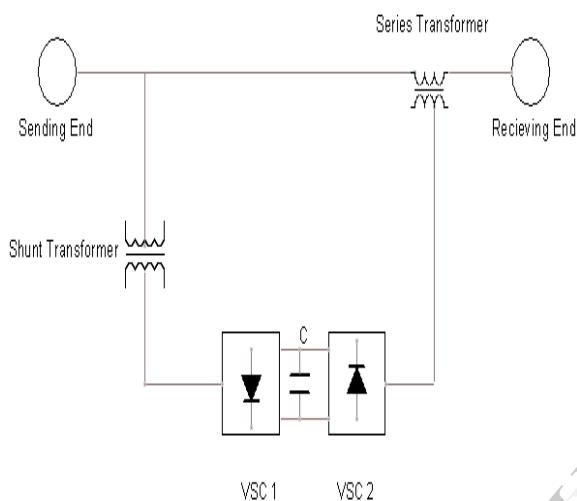 Series Transformer
Sending End
Recieving End
Shunt Transformer
C
VSC 1
VSC 2